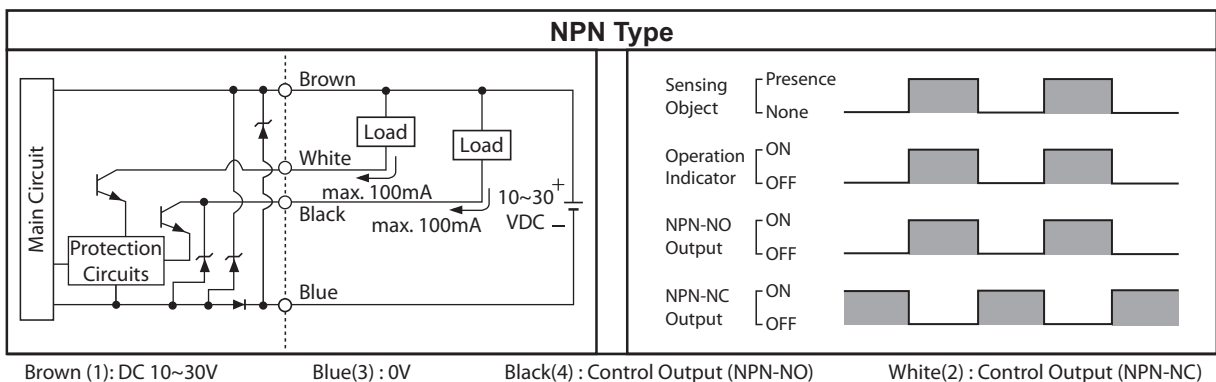 NPN Type
Main Circuit
Protection
Circuits
Brown
White
Black
Blue
Load
max. 100mA
Load
max. 100mA
10~30
VDC
+
−
Sensing
Object
Presence
None
Operation
Indicator
ON
OFF
NPN-NO
Output
ON
OFF
NPN-NC
Output
ON
OFF
Brown (1): DC 10~30V Blue(3) : 0V Black(4) : Control Output (NPN-NO) White(2) : Control Output (NPN-NC)